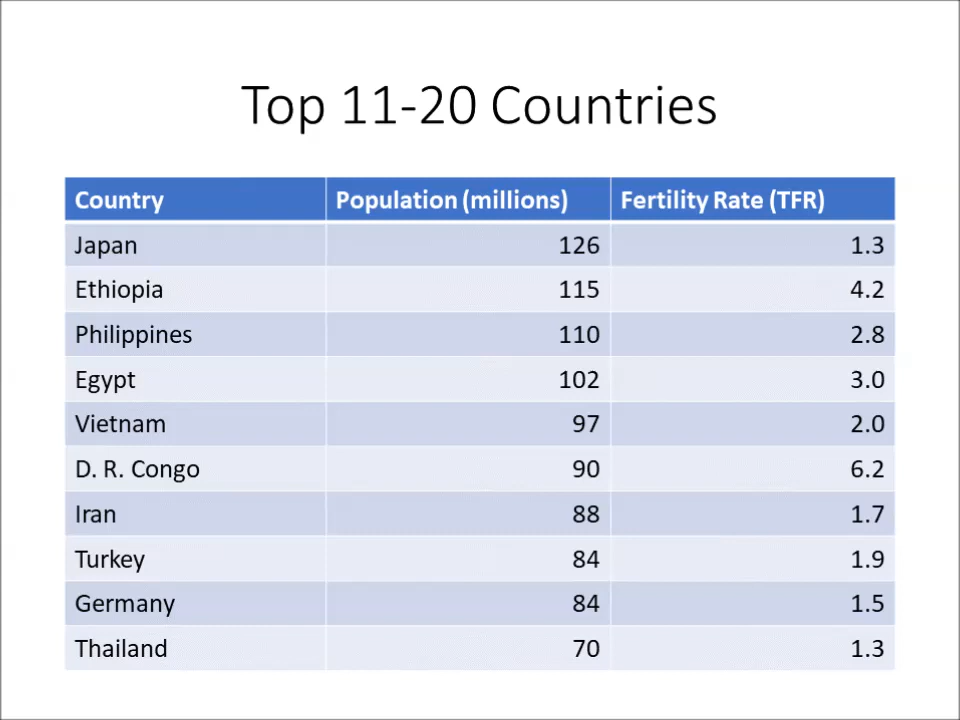 Top 11-20 Countries
Country Population (millions) Fertility Rate (TFR)
Japan 126 1.3
Ethiopia 115 4.2
Philippines 110 2.8
Egypt 102 3.0
Vietnam 97 2.0
D. R. Congo 90 6.2
Iran 88 1.7
Turkey 84 1.9
Germany 84 1.5
Thailand 70 1.3